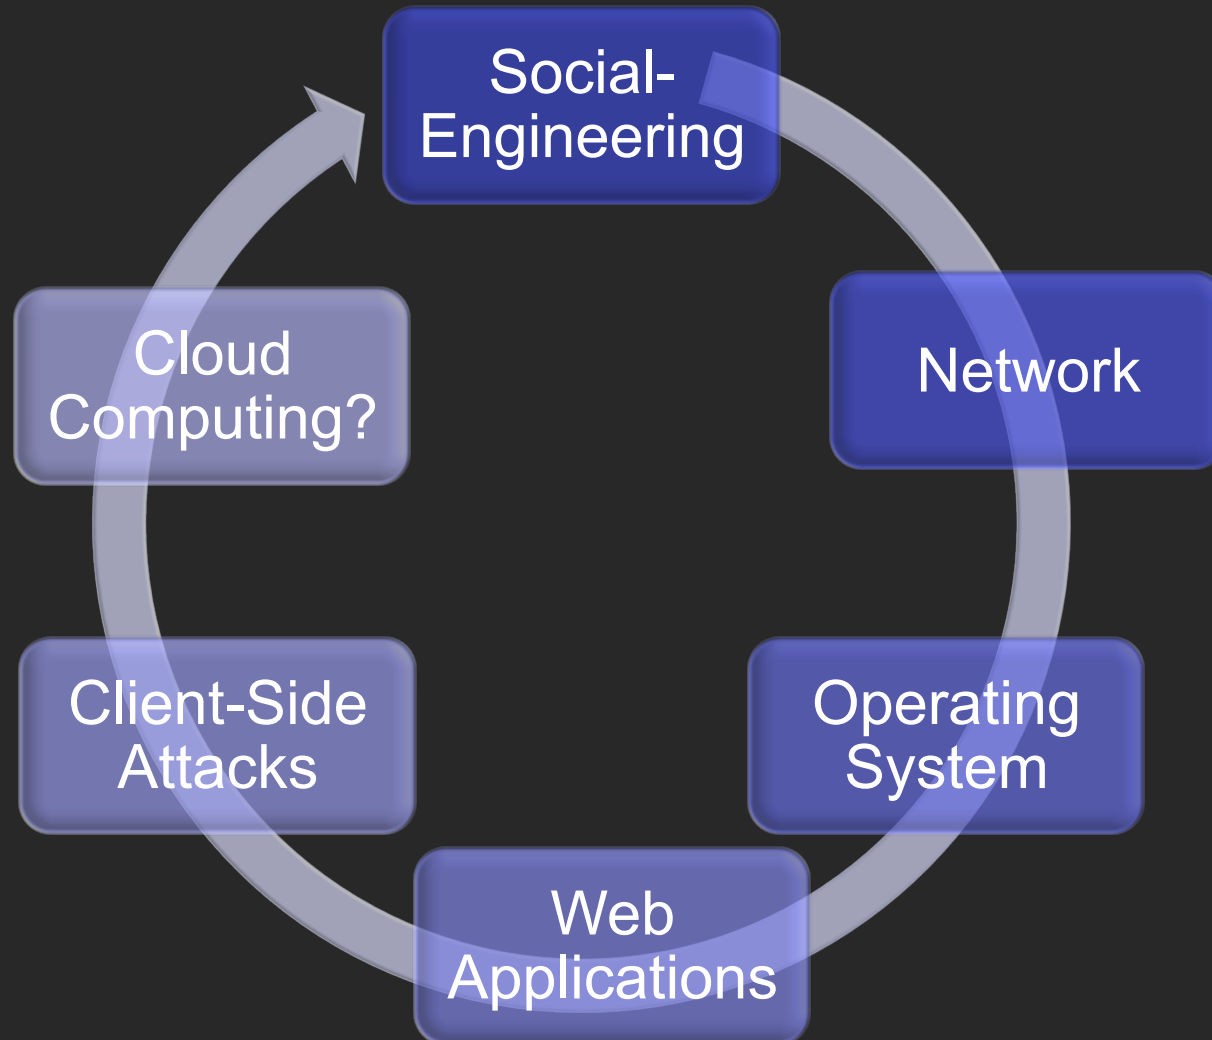 Social-
Engineering
Network
Operating
System
Web
Applications
Client-Side
Attacks
Cloud
Computing?